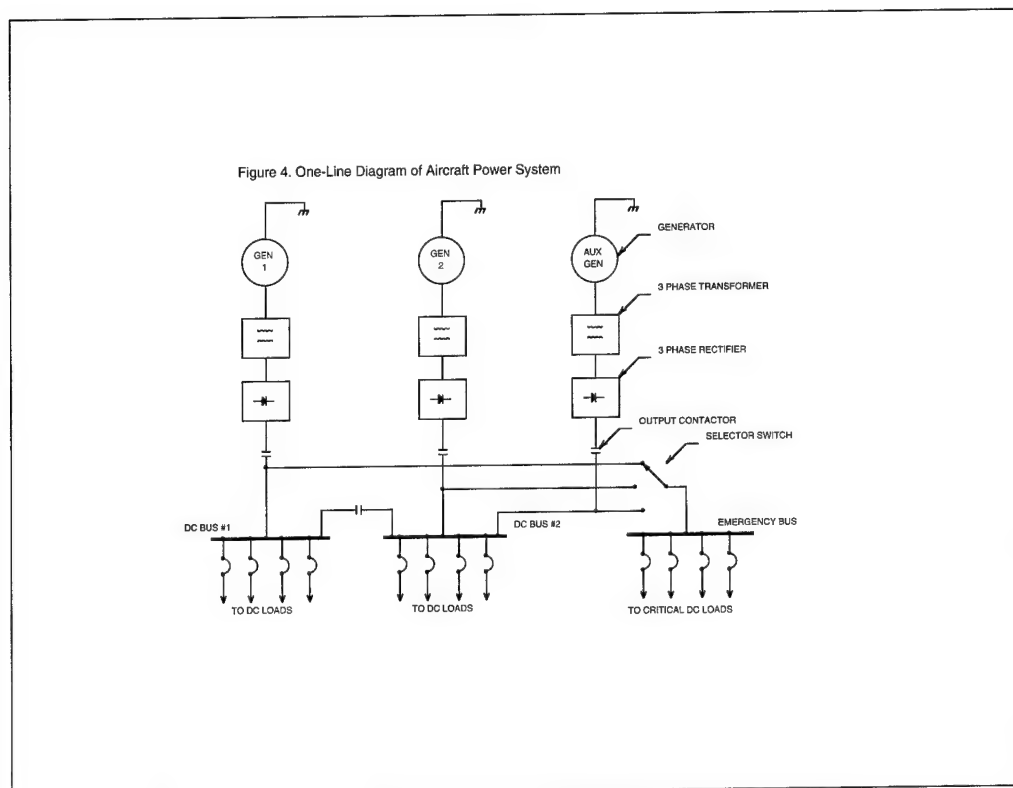 Figure 4. One-Line Diagram of Aircraft Power System
GEN
1
GEN
2
AUX
GEN
GENERATOR
3 PHASE TRANSFORMER
3 PHASE RECTIFIER
OUTPUT CONTACTOR
SELECTOR SWITCH
DC BUS #1
DC BUS #2
EMERGENCY BUS
TO DC LOADS
TO DC LOADS
TO CRITICAL DC LOADS